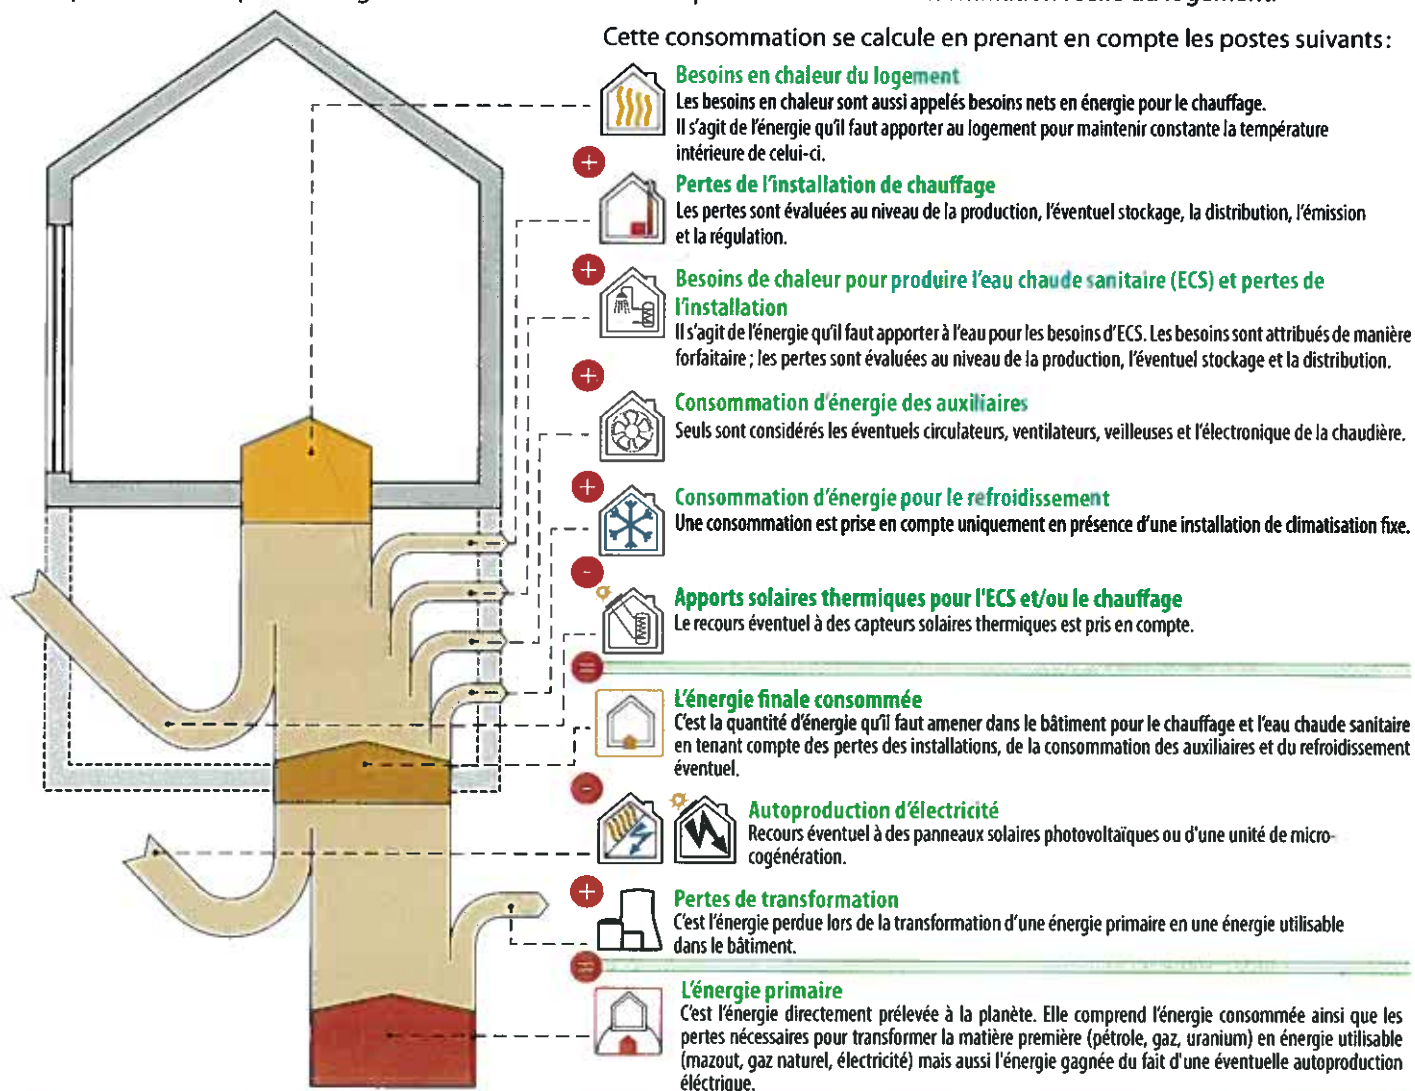 Cette consommation se calcule en prenant en compte les postes suivants:
Besoins en chaleur du logement
Les besoins en chaleur sont aussi appelés besoins nets en énergie pour le chauffage.
Il s'agit de l'énergie qu'il faut apporter au logement pour maintenir constante la température
intérieure de celui-ci.
+
Pertes de l'installation de chauffage
Les pertes sont évaluées au niveau de la production, l'éventuel stockage, la distribution, l'émission
et la régulation.
+
Besoins de chaleur pour produire l'eau chaude sanitaire (ECS) et pertes de
l'installation
Il s'agit de l'énergie qu'il faut apporter à l'eau pour les besoins d'ECS. Les besoins sont attribués de manière
forfaitaire ; les pertes sont évaluées au niveau de la production, l'éventuel stockage et la distribution.
+
Consommation d'énergie des auxiliaires
Seuls sont considérés les éventuels circulateurs, ventilateurs, veilleuses et l'électronique de la chaudière.
+
Consommation d'énergie pour le refroidissement
Une consommation est prise en compte uniquement en présence d'une installation de climatisation fixe.
-
Apports solaires thermiques pour l'ECS et/ou le chauffage
Le recours éventuel à des capteurs solaires thermiques est pris en compte.
=
L'énergie finale consommée
C'est la quantité d'énergie qu'il faut amener dans le bâtiment pour le chauffage et l'eau chaude sanitaire
en tenant compte des pertes des installations, de la consommation des auxiliaires et du refroidissement
éventuel.
-
Autoproduction d'électricité
Recours éventuel à des panneaux solaires photovoltaïques ou d'une unité de micro-
cogénération.
+
Pertes de transformation
C'est l'énergie perdue lors de la transformation d'une énergie primaire en une énergie utilisable
dans le bâtiment.
=
L'énergie primaire
C'est l'énergie directement prélevée à la planète. Elle comprend l'énergie consommée ainsi que les
pertes nécessaires pour transformer la matière première (pétrole, gaz, uranium) en énergie utilisable
(mazout, gaz naturel, électricité) mais aussi l'énergie gagnée du fait d'une éventuelle autoproduction
éléctrique.